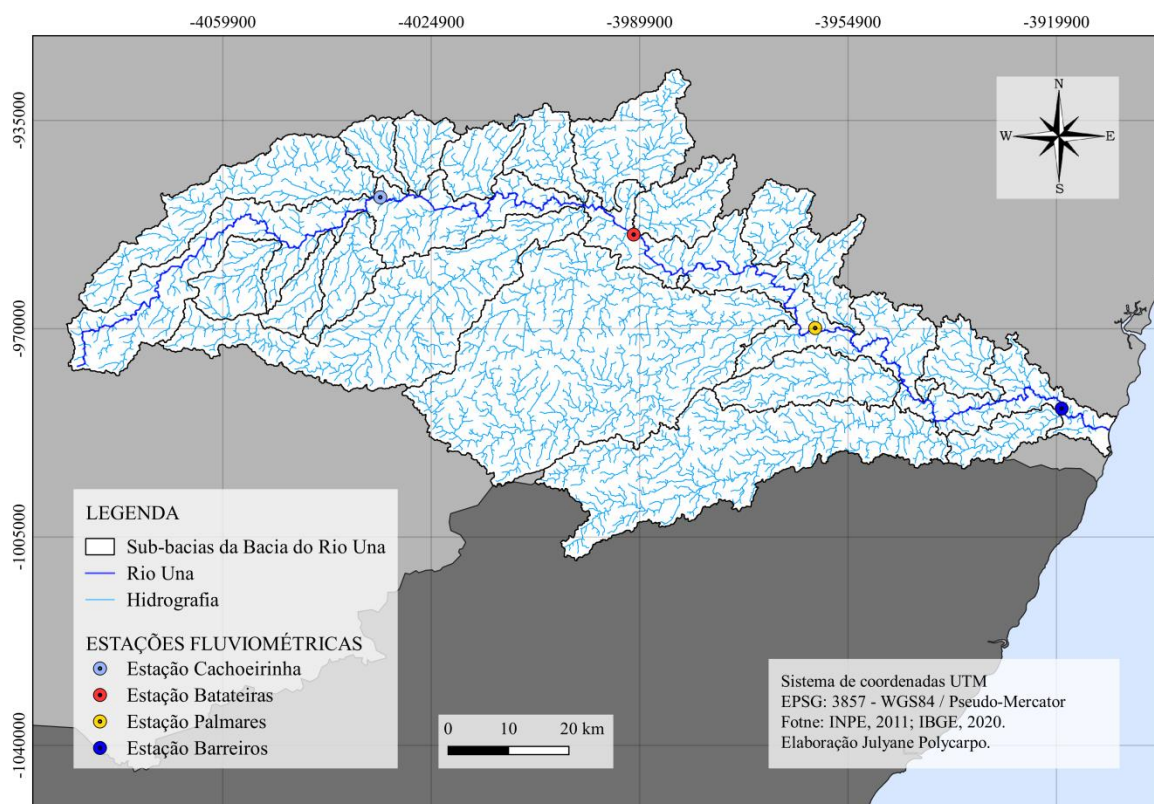 -4059900
-4024900
-3989900
-3954900
-3919900
-935000
-970000
-1005000
-1040000
N
W
E
S
LEGENDA
Sub-bacias da Bacia do Rio Una
Rio Una
Hidrografia
ESTAÇÕES FLUVIOMÉTRICAS
Estação Cachoeirinha
Estação Batateiras
Estação Palmares
Estação Barreiros
0 10 20 km
Sistema de coordenadas UTM
EPSG: 3857 - WGS84 / Pseudo-Mercator
Fotne: INPE, 2011; IBGE, 2020.
Elaboração Julyane Polycarpo.